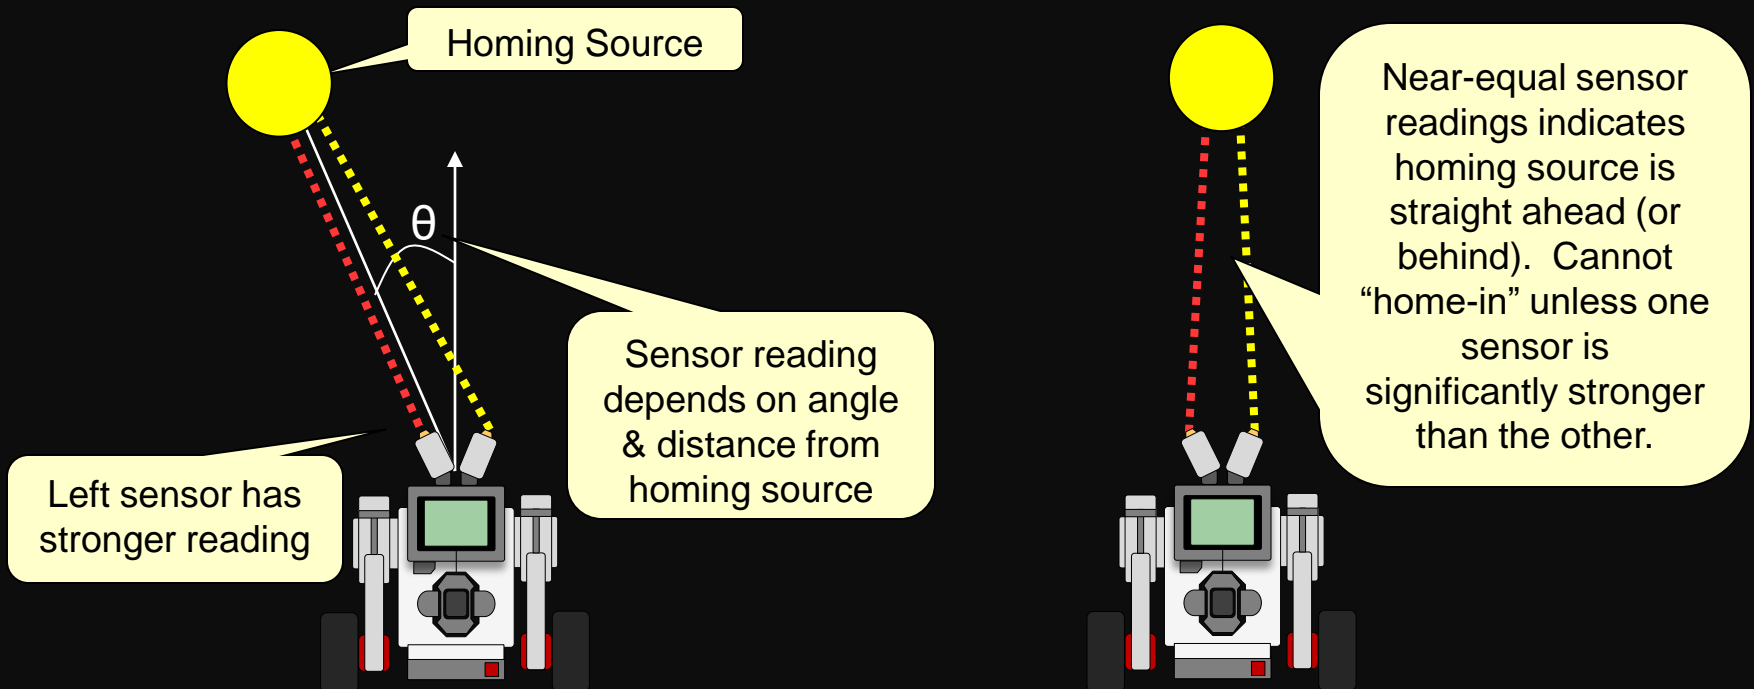 Homing Source
θ
Sensor reading
depends on angle
& distance from
homing source
Left sensor has
stronger reading
Near-equal sensor
readings indicates
homing source is
straight ahead (or
behind).  Cannot
“home-in” unless one
sensor is
significantly stronger
than the other.